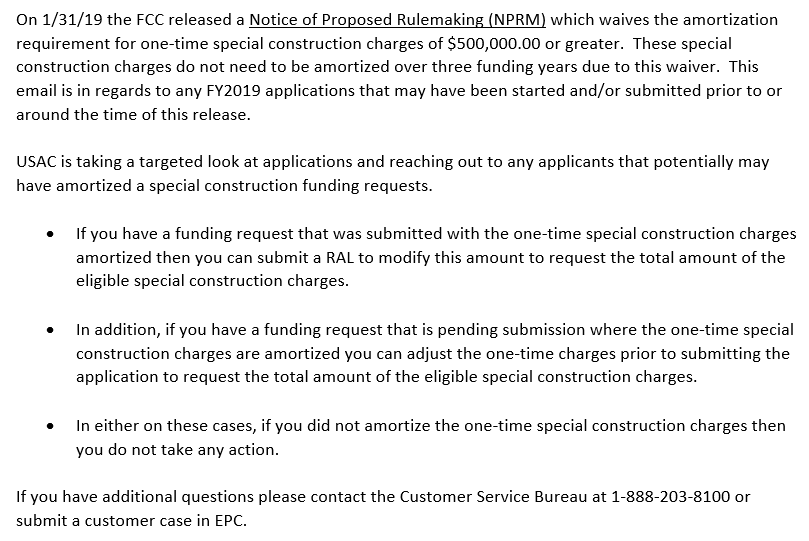 On 1/31/19 the FCC released a Notice of Proposed Rulemaking (NPRM) which waives the amortization
requirement for one-time special construction charges of $500,000.00 or greater.  These special
construction charges do not need to be amortized over three funding years due to this waiver.  This
email is in regards to any FY2019 applications that may have been started and/or submitted prior to or
around the time of this release.
USAC is taking a targeted look at applications and reaching out to any applicants that potentially may
have amortized a special construction funding requests.
• If you have a funding request that was submitted with the one-time special construction charges
amortized then you can submit a RAL to modify this amount to request the total amount of the
eligible special construction charges.
• In addition, if you have a funding request that is pending submission where the one-time special
construction charges are amortized you can adjust the one-time charges prior to submitting the
application to request the total amount of the eligible special construction charges.
• In either on these cases, if you did not amortize the one-time special construction charges then
you do not take any action.
If you have additional questions please contact the Customer Service Bureau at 1-888-203-8100 or
submit a customer case in EPC.